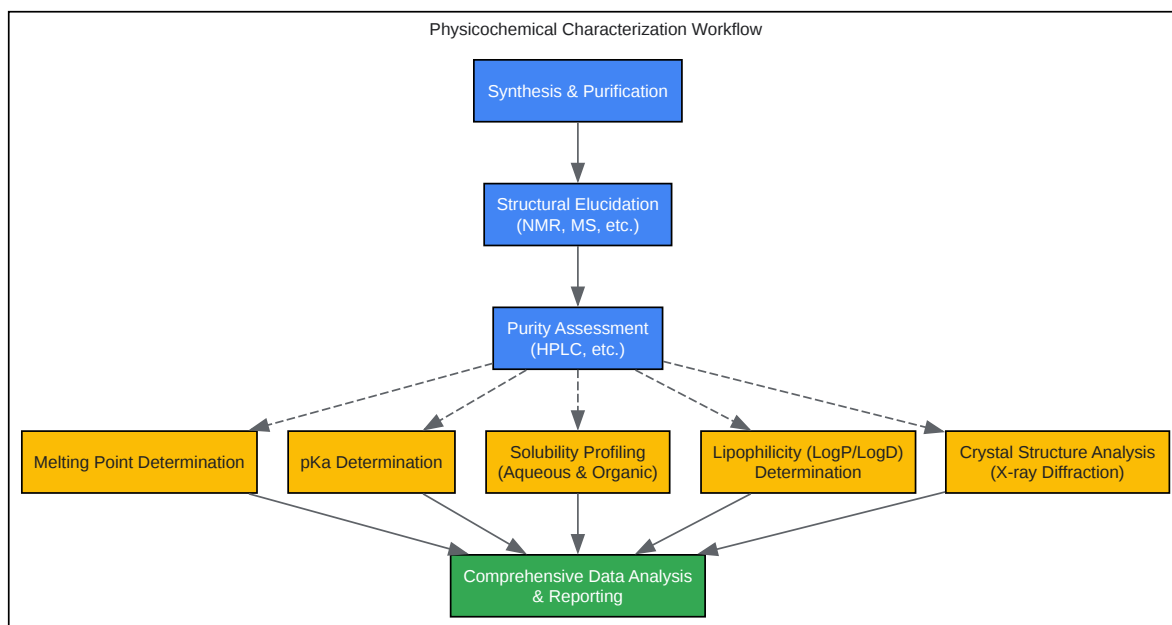 Physicochemical Characterization Workflow
Synthesis & Purification
Structural Elucidation
(NMR, MS, etc.)
Purity Assessment
(HPLC, etc.)
Melting Point Determination
pKa Determination
Solubility Profiling
(Aqueous & Organic)
Lipophilicity (LogP/LogD)
Determination
Crystal Structure Analysis
(X-ray Diffraction)
Comprehensive Data Analysis
& Reporting